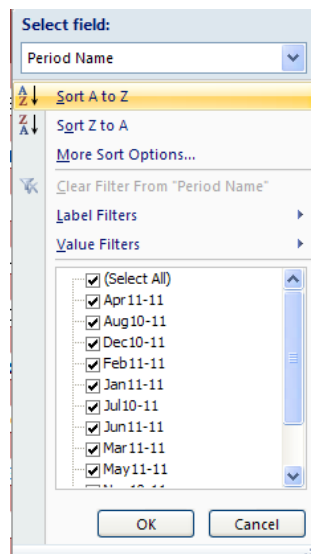 Select field:
Period Name
Sort A to Z
Sort Z to A
More Sort Options...
Clear Filter From "Period Name"
Label Filters
Value Filters
(Select All)
Apr11-11
Aug10-11
Dec10-11
Feb11-11
Jan11-11
Jul10-11
Jun11-11
Mar11-11
May11-11
OK Cancel